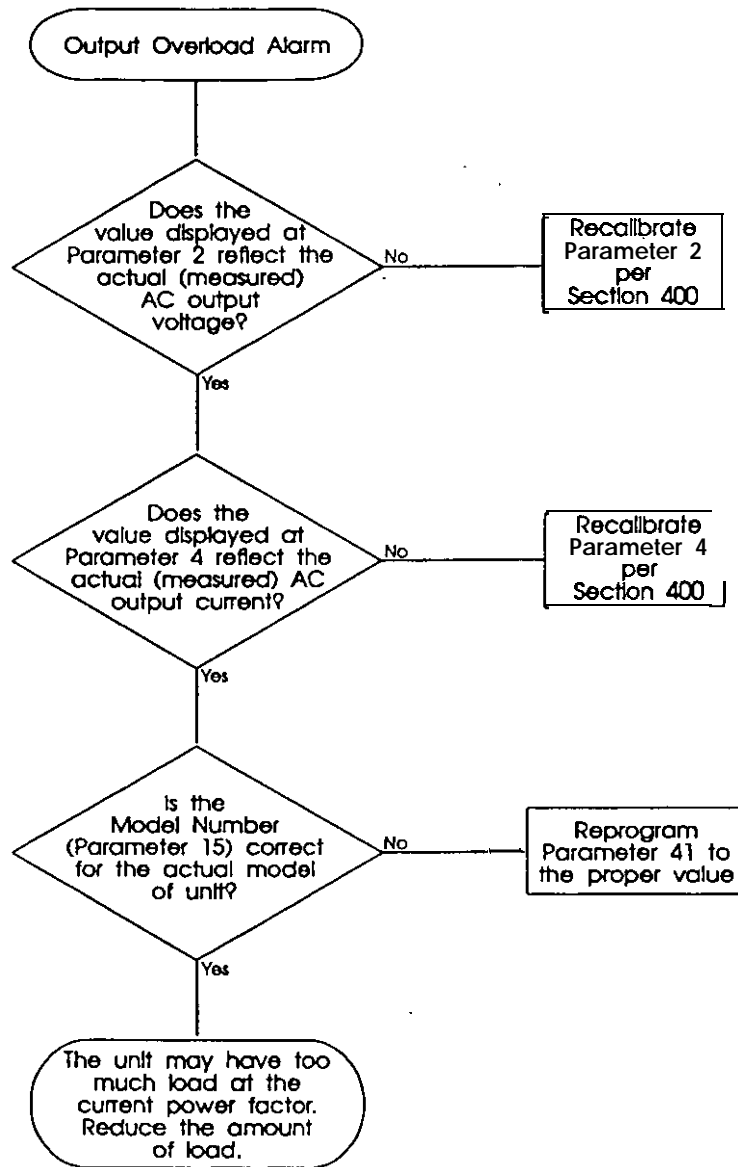 Output Overload Alarm
Does the
value displayed at
Parameter 2 reflect the
actual (measured)
AC output
voltage?
No
Recalibrate
Parameter 2
per
Section 400
Yes
Does the
value displayed at
Parameter 4 reflect the
actual (measured) AC
output current?
No
Recalibrate
Parameter 4
per
Section 400
Yes
Is the
Model Number
(Parameter 15) correct
for the actual model
of unit?
No
Reprogram
Parameter 41 to
the proper value
Yes
The unit may have too
much load at the
current power factor.
Reduce the amount
of load.